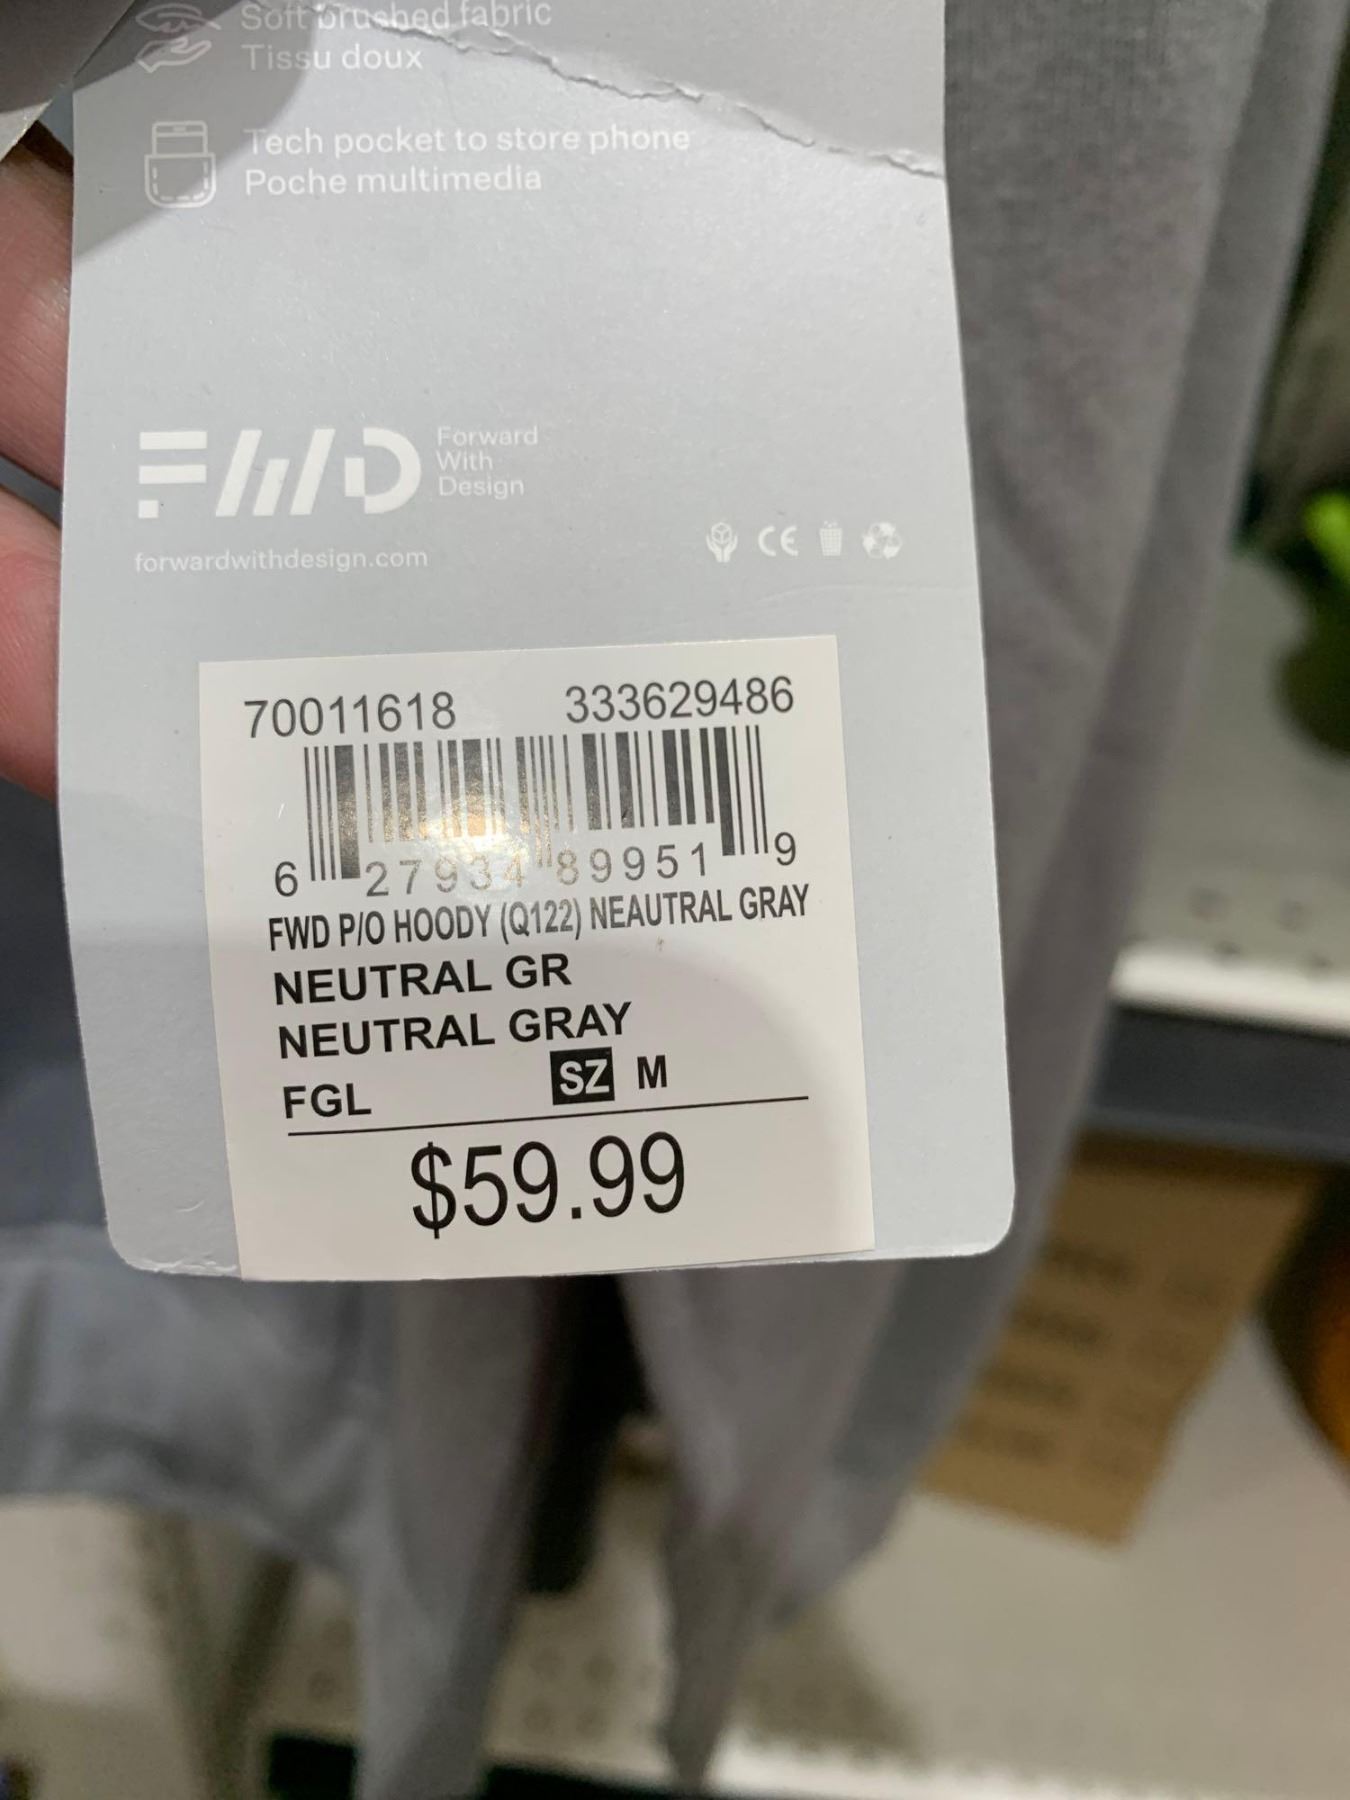 Soft brushed fabric
Tissu doux
Tech pocket to store phone
Poche multimedia
FWD
Forward
With
Design
forwardwithdesign.com
CE
70011618 333629486
6 27934 89951 9
FWD P/O HOODY (Q122) NEAUTRAL GRAY
NEUTRAL GR
NEUTRAL GRAY
FGL SZ M
$59.99